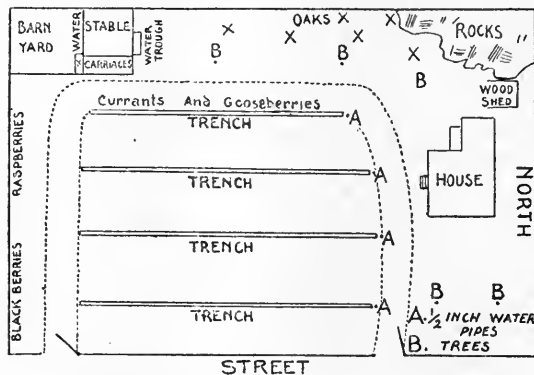 BARN
YARD
WATER
STABLE
CARRIAGES
WATER
TROUGH
OAKS
"ROCKS"
B
B
B
WOOD
SHED
Currants And Gooseberries
A
TRENCH
RASPBERRIES
A
TRENCH
HOUSE
NORTH
A
TRENCH
BLACK BERRIES
B
B
A
TRENCH
A. 1/2 INCH WATER
PIPES
B. TREES
STREET